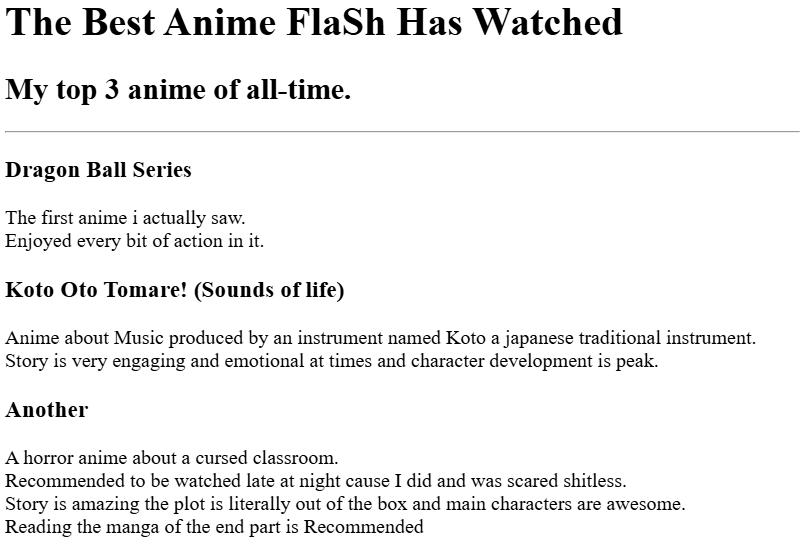 The Best Anime FlaSh Has Watched
My top 3 anime of all-time.
Dragon Ball Series
The first anime i actually saw.
Enjoyed every bit of action in it.
Koto Oto Tomare! (Sounds of life)
Anime about Music produced by an instrument named Koto a japanese traditional instrument.
Story is very engaging and emotional at times and character development is peak.
Another
A horror anime about a cursed classroom.
Recommended to be watched late at night cause I did and was scared shitless.
Story is amazing the plot is literally out of the box and main characters are awesome.
Reading the manga of the end part is Recommended